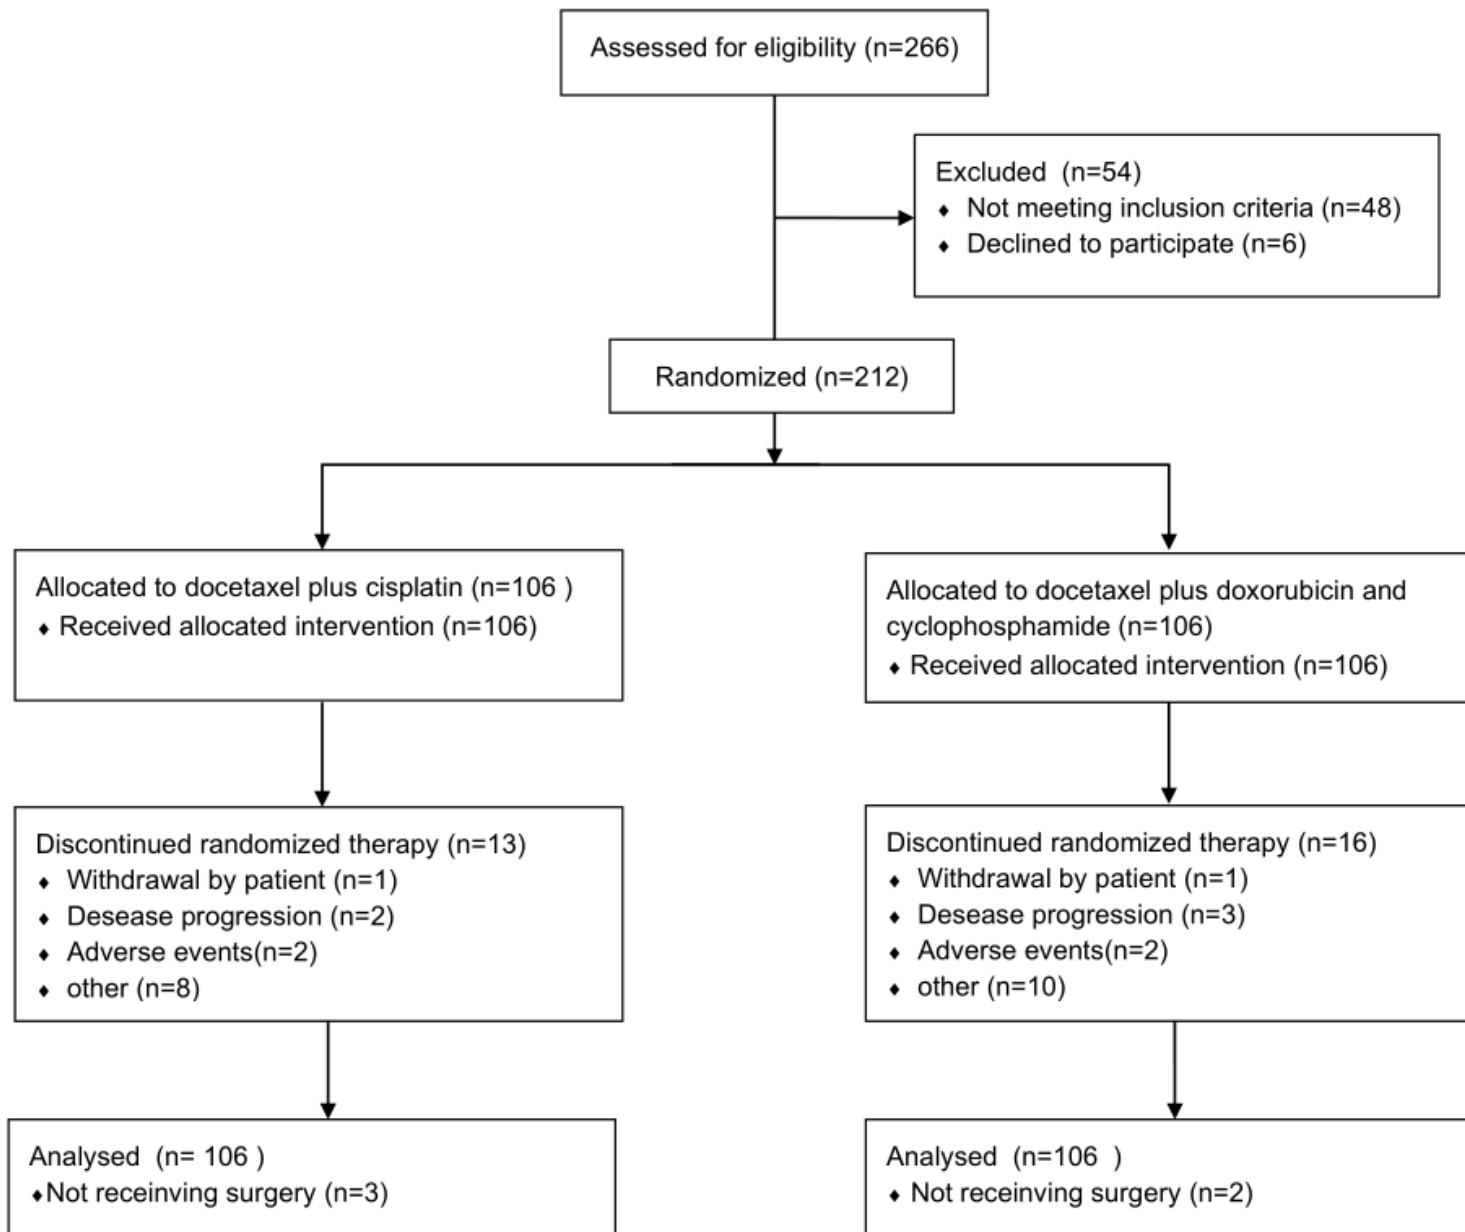 Assessed for eligibility (n=266)
Excluded  (n=54)
♦ Not meeting inclusion criteria (n=48)
♦ Declined to participate (n=6)
Randomized (n=212)
Allocated to docetaxel plus cisplatin (n=106 )
♦ Received allocated intervention (n=106)
Allocated to docetaxel plus doxorubicin and
cyclophosphamide (n=106)
♦ Received allocated intervention (n=106)
Discontinued randomized therapy (n=13)
♦ Withdrawal by patient (n=1)
♦ Desease progression (n=2)
♦ Adverse events(n=2)
♦ other (n=8)
Discontinued randomized therapy (n=16)
♦ Withdrawal by patient (n=1)
♦ Desease progression (n=3)
♦ Adverse events(n=2)
♦ other (n=10)
Analysed  (n= 106 )
♦Not receinving surgery (n=3)
Analysed  (n=106  )
♦ Not receinving surgery (n=2)